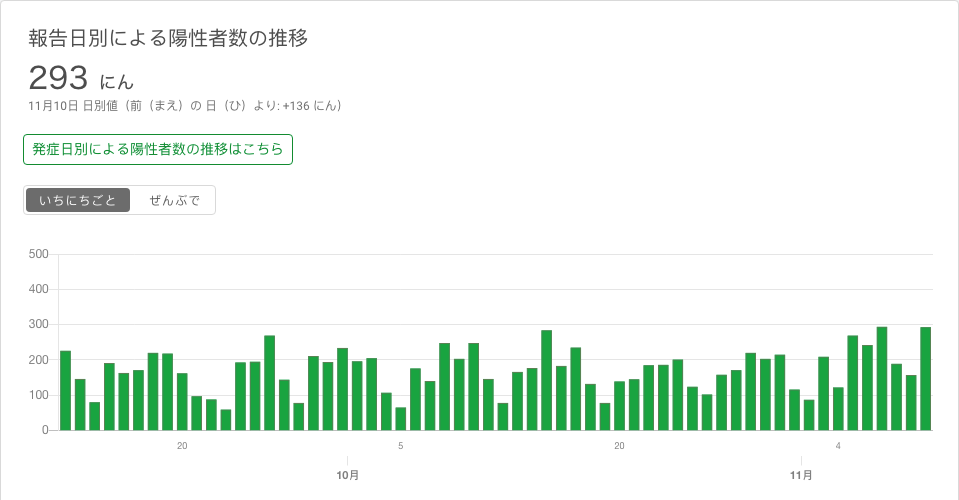 報告日別による陽性者数の推移
293 にん
11月10日 日別値（前（まえ）の 日（ひ）より: +136 にん）
発症日別による陽性者数の推移はこちら
いちにちごと ぜんぶで
500
400
300
200
100
0
20 5 20 4
10月 11月